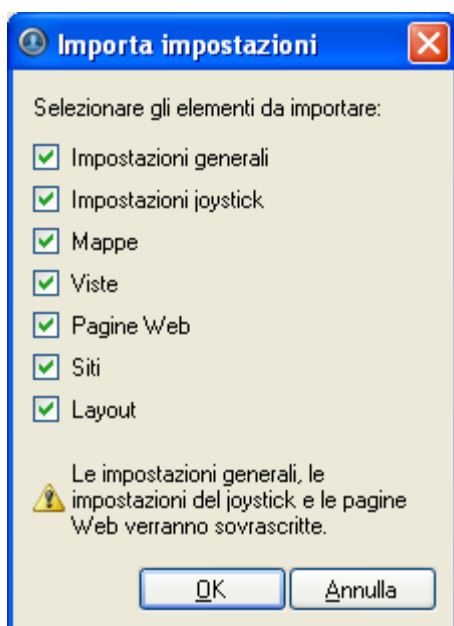 Importa impostazioni
Selezionare gli elementi da importare:
Impostazioni generali
Impostazioni joystick
Mappe
Viste
Pagine Web
Siti
Layout
Le impostazioni generali, le
impostazioni del joystick e le pagine
Web verranno sovrascritte.
OK Annulla